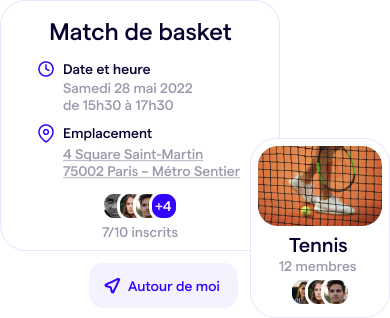 Match de basket
Date et heure
Samedi 28 mai 2022
de 15h30 à 17h30
Emplacement
4 Square Saint-Martin
75002 Paris – Métro Sentier
+4
7/10 inscrits
Tennis
12 membres
Autour de moi